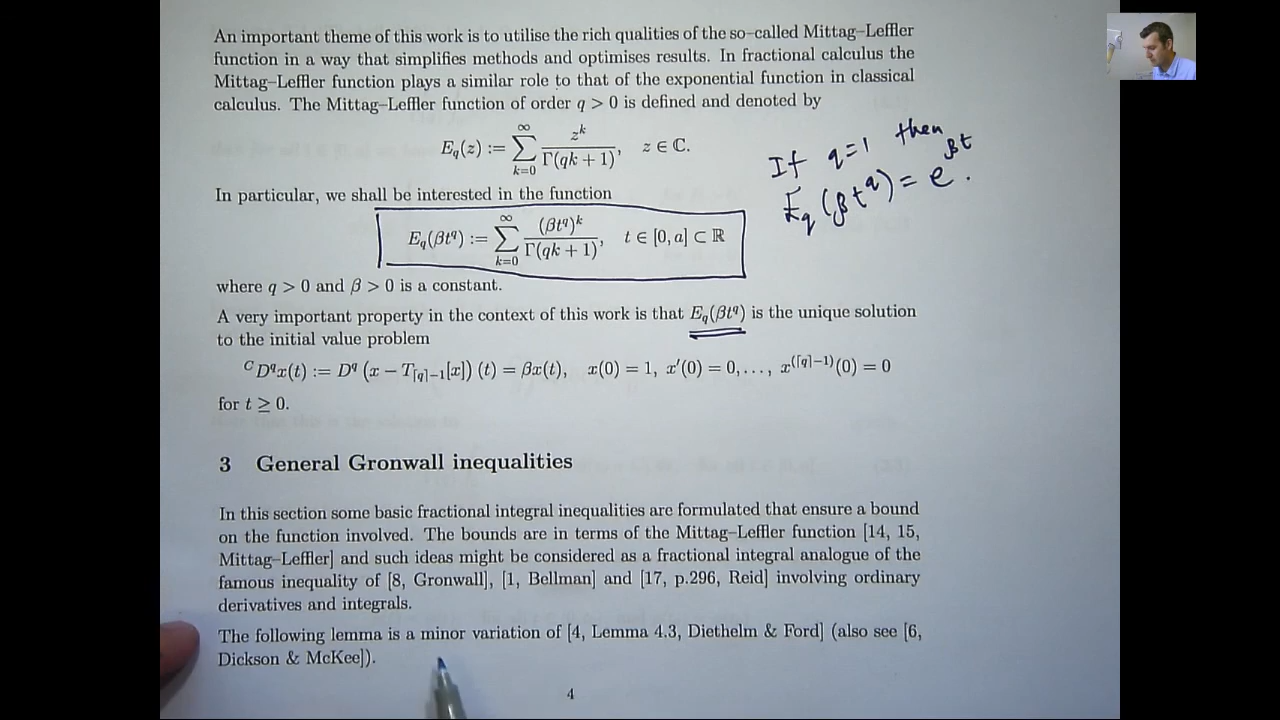 An important theme of this work is to utilise the rich qualities of the so–called Mittag–Leffler
function in a way that simplifies methods and optimises results. In fractional calculus the
Mittag–Leffler function plays a similar role to that of the exponential function in classical
calculus. The Mittag–Leffler function of order q > 0 is defined and denoted by
E_q(z) := ∑_{k=0}^{∞} z^k / Γ(qk + 1), z ∈ ℂ.
If q=1 then
E_q(βt^q) = e^{βt}.
In particular, we shall be interested in the function
E_q(βt^q) := ∑_{k=0}^{∞} (βt^q)^k / Γ(qk + 1), t ∈ [0, a] ⊂ ℝ
where q > 0 and β > 0 is a constant.
A very important property in the context of this work is that E_q(βt^q) is the unique solution
to the initial value problem
^C D^q x(t) := D^q (x − T_{⌈q⌉−1}[x]) (t) = βx(t), x(0) = 1, x′(0) = 0, . . . , x^{(⌈q⌉−1)}(0) = 0
for t ≥ 0.
3 General Gronwall inequalities
In this section some basic fractional integral inequalities are formulated that ensure a bound
on the function involved. The bounds are in terms of the Mittag–Leffler function [14, 15,
Mittag–Leffler] and such ideas might be considered as a fractional integral analogue of the
famous inequality of [8, Gronwall], [1, Bellman] and [17, p.296, Reid] involving ordinary
derivatives and integrals.
The following lemma is a minor variation of [4, Lemma 4.3, Diethelm & Ford] (also see [6,
Dickson & McKee]).
4